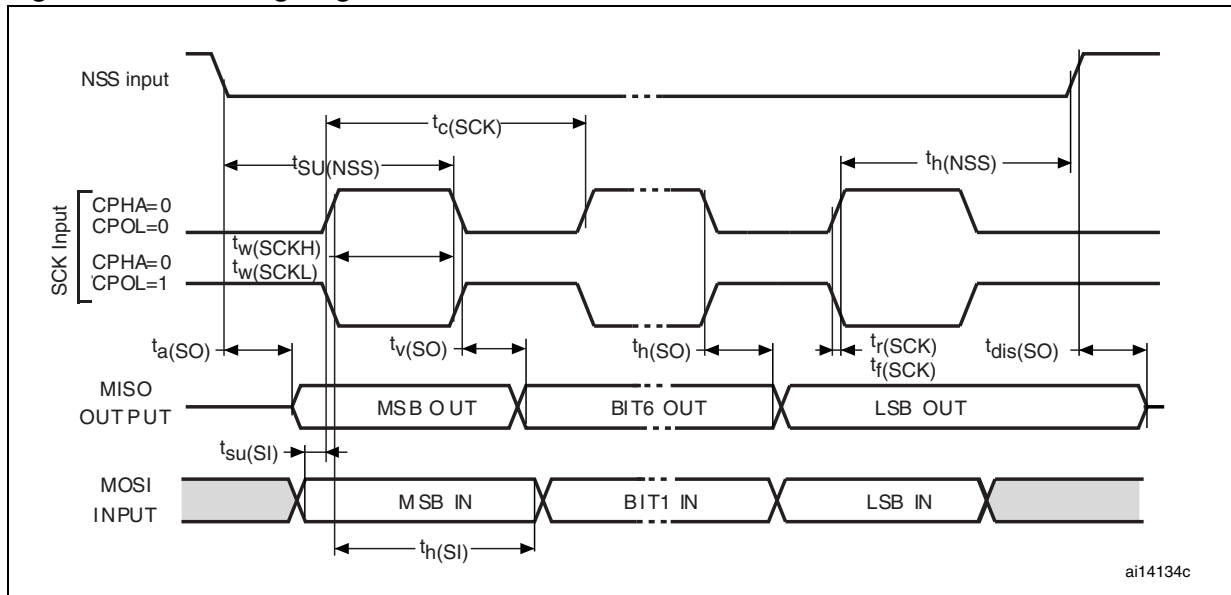 NSS input
tc(SCK)
tSU(NSS)
th(NSS)
SCK Input
CPHA=0
CPOL=0
tw(SCKH)
CPHA=0
tw(SCKL)
CPOL=1
ta(SO)
tv(SO)
th(SO)
tr(SCK)
tf(SCK)
tdis(SO)
MISO
OUTPUT
MSB OUT
BIT6 OUT
LSB OUT
tsu(SI)
MOSI
INPUT
MSB IN
BIT1 IN
LSB IN
th(SI)
ai14134c